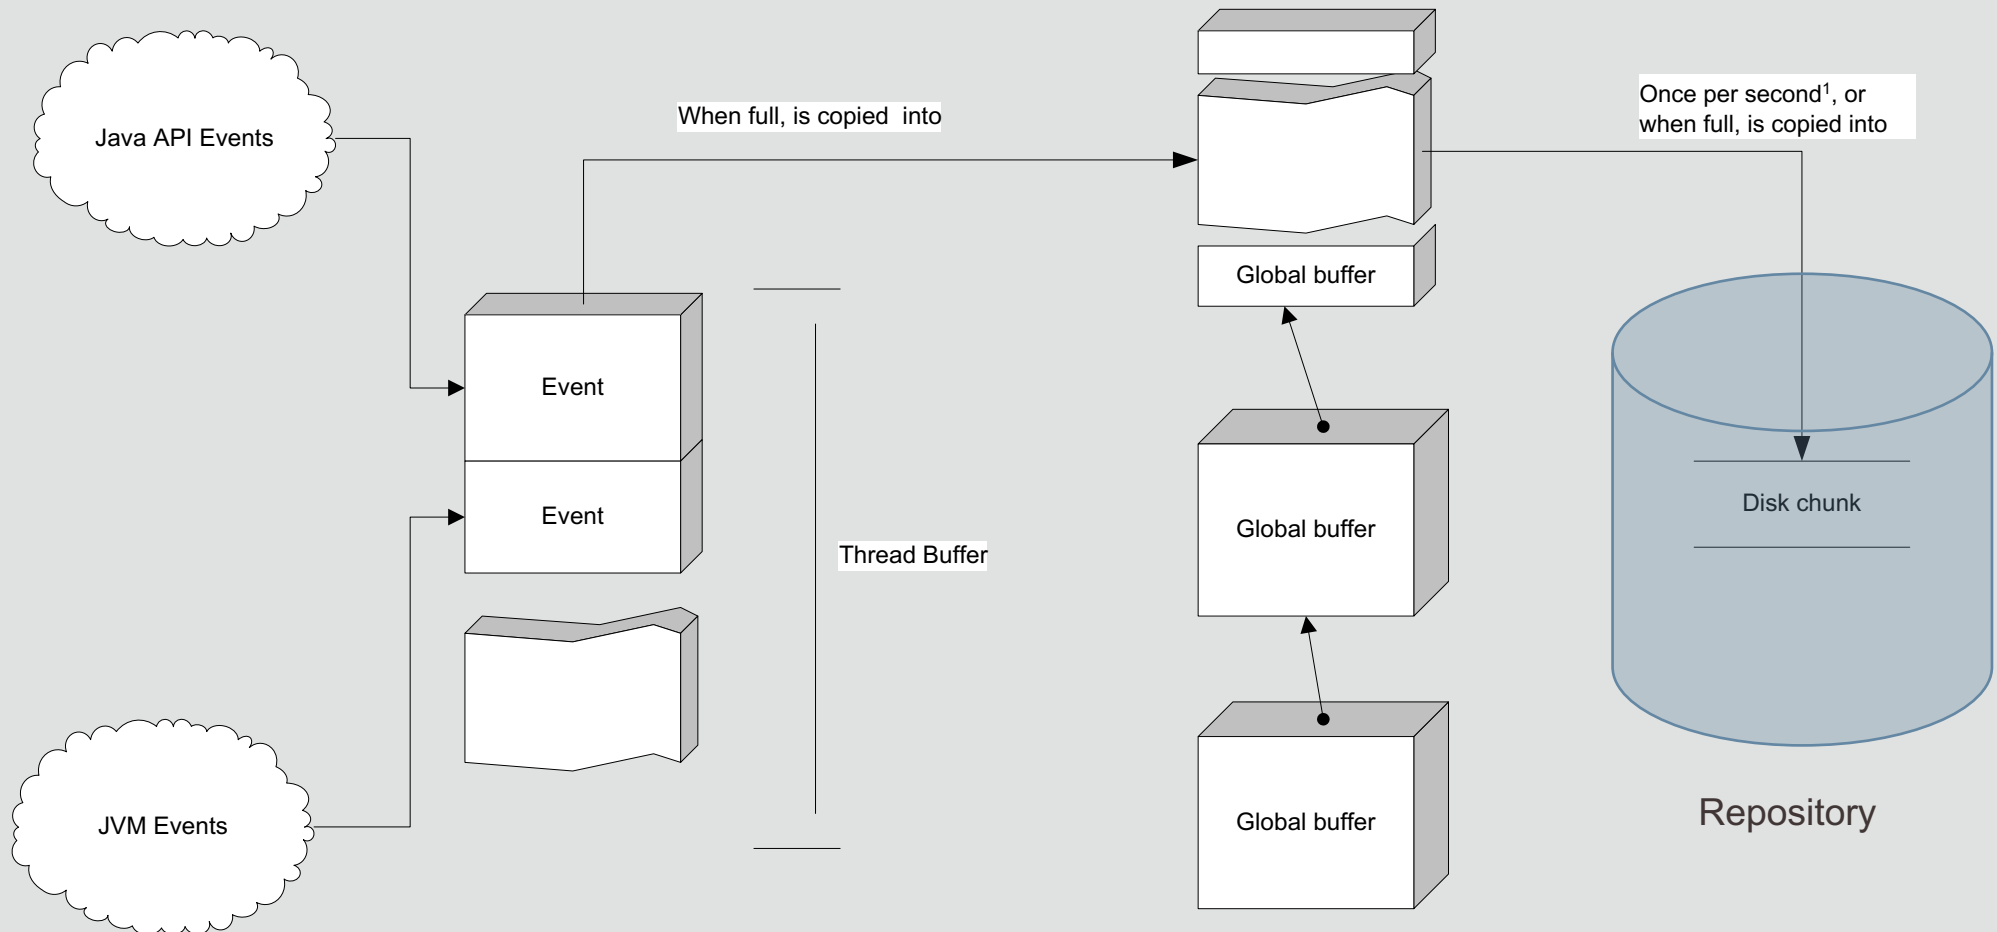 Java API Events
When full, is copied into
Once per second¹, or
when full, is copied into
Global buffer
Event
Event
Thread Buffer
Global buffer
Disk chunk
JVM Events
Global buffer
Repository